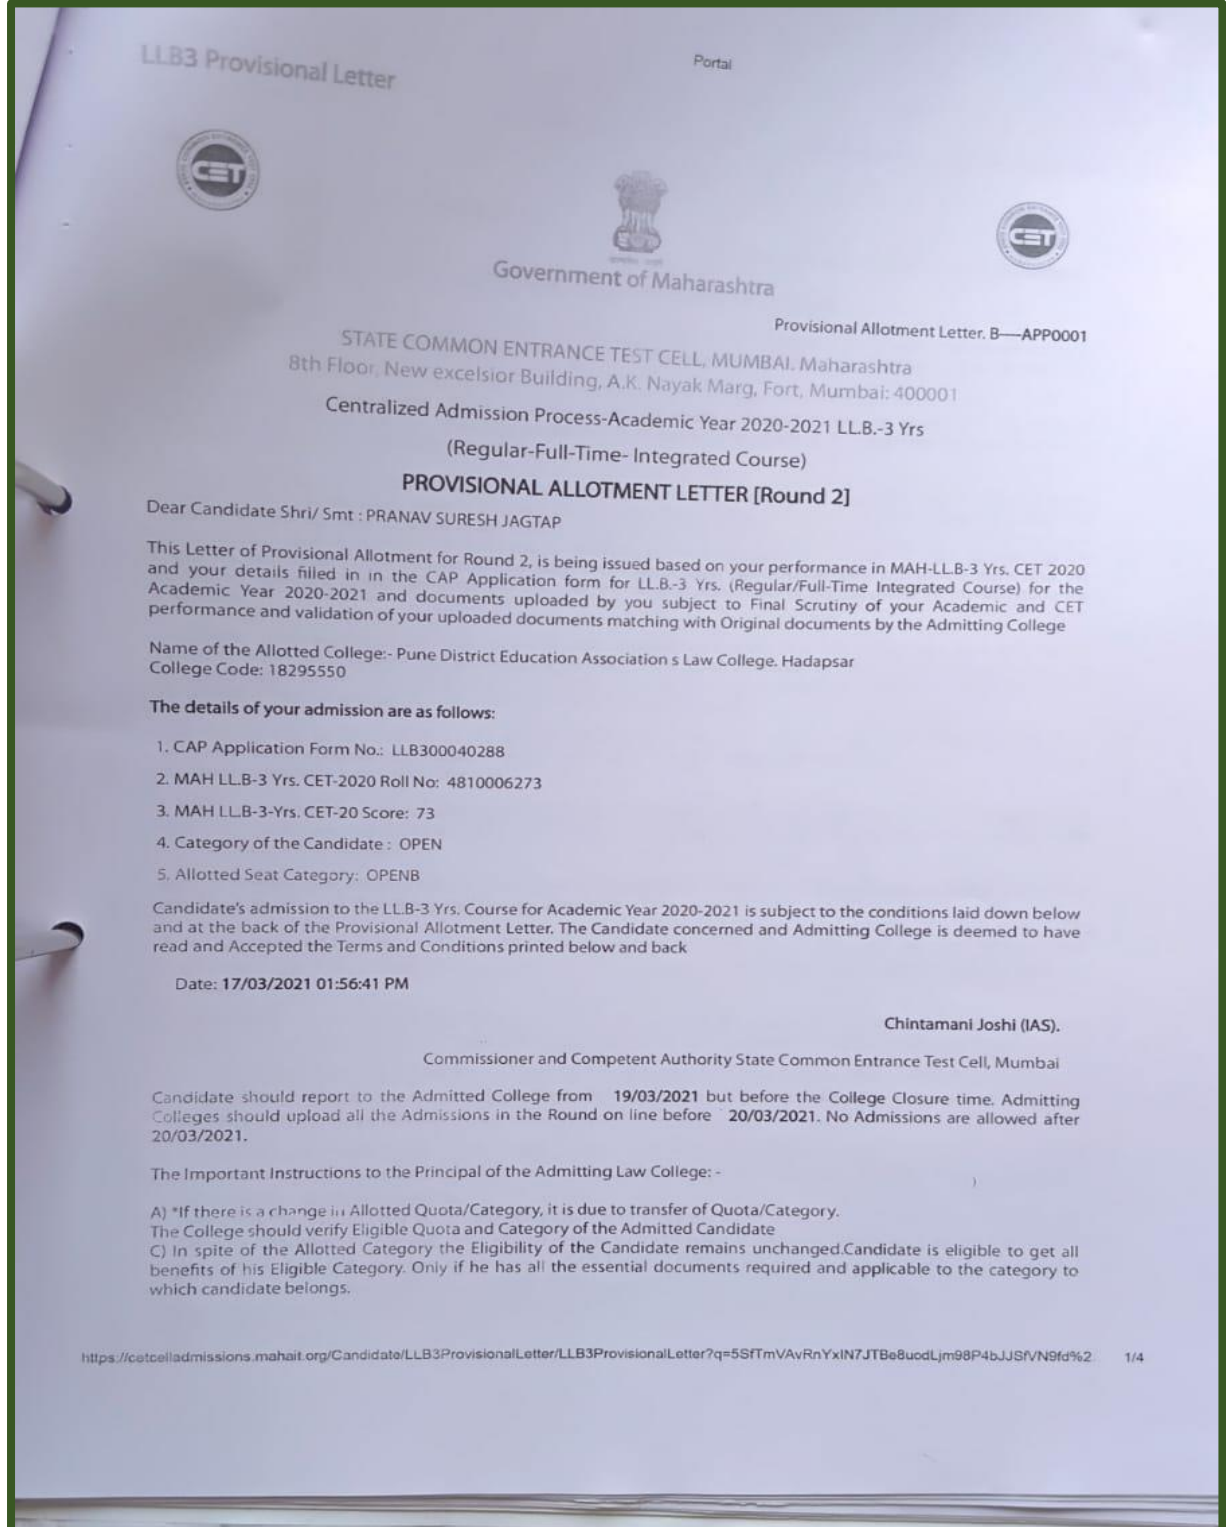 LLB3 Provisional Letter
Portal
CET
CET
Government of Maharashtra
Provisional Allotment Letter. B----APP0001
STATE COMMON ENTRANCE TEST CELL, MUMBAI. Maharashtra
8th Floor, New excelsior Building, A.K. Nayak Marg, Fort, Mumbai: 400001
Centralized Admission Process-Academic Year 2020-2021 LL.B.-3 Yrs
(Regular-Full-Time- Integrated Course)
PROVISIONAL ALLOTMENT LETTER [Round 2]
Dear Candidate Shri/ Smt : PRANAV SURESH JAGTAP
This Letter of Provisional Allotment for Round 2, is being issued based on your performance in MAH-LL.B-3 Yrs. CET 2020
and your details filled in in the CAP Application form for LL.B.-3 Yrs. (Regular/Full-Time Integrated Course) for the
Academic Year 2020-2021 and documents uploaded by you subject to Final Scrutiny of your Academic and CET
performance and validation of your uploaded documents matching with Original documents by the Admitting College
Name of the Allotted College:- Pune District Education Association s Law College. Hadapsar
College Code: 18295550
The details of your admission are as follows:
1. CAP Application Form No.: LLB300040288
2. MAH LL.B-3 Yrs. CET-2020 Roll No: 4810006273
3. MAH LL.B-3-Yrs. CET-20 Score: 73
4. Category of the Candidate : OPEN
5. Allotted Seat Category: OPENB
Candidate's admission to the LL.B-3 Yrs. Course for Academic Year 2020-2021 is subject to the conditions laid down below
and at the back of the Provisional Allotment Letter. The Candidate concerned and Admitting College is deemed to have
read and Accepted the Terms and Conditions printed below and back
Date: 17/03/2021 01:56:41 PM
Chintamani Joshi (IAS).
Commissioner and Competent Authority State Common Entrance Test Cell, Mumbai
Candidate should report to the Admitted College from 19/03/2021 but before the College Closure time. Admitting
Colleges should upload all the Admissions in the Round on line before 20/03/2021. No Admissions are allowed after
20/03/2021.
The Important Instructions to the Principal of the Admitting Law College: -
A) *If there is a change in Allotted Quota/Category, it is due to transfer of Quota/Category.
The College should verify Eligible Quota and Category of the Admitted Candidate
C) In spite of the Allotted Category the Eligibility of the Candidate remains unchanged.Candidate is eligible to get all
benefits of his Eligible Category. Only if he has all the essential documents required and applicable to the category to
which candidate belongs.
https://cetcelladmissions.mahait.org/Candidate/LLB3ProvisionalLetter/LLB3ProvisionalLetter?q=5SfTmVAvRnYxIN7JTBe8uodLjm98P4bJJSfVN9fd%2 1/4